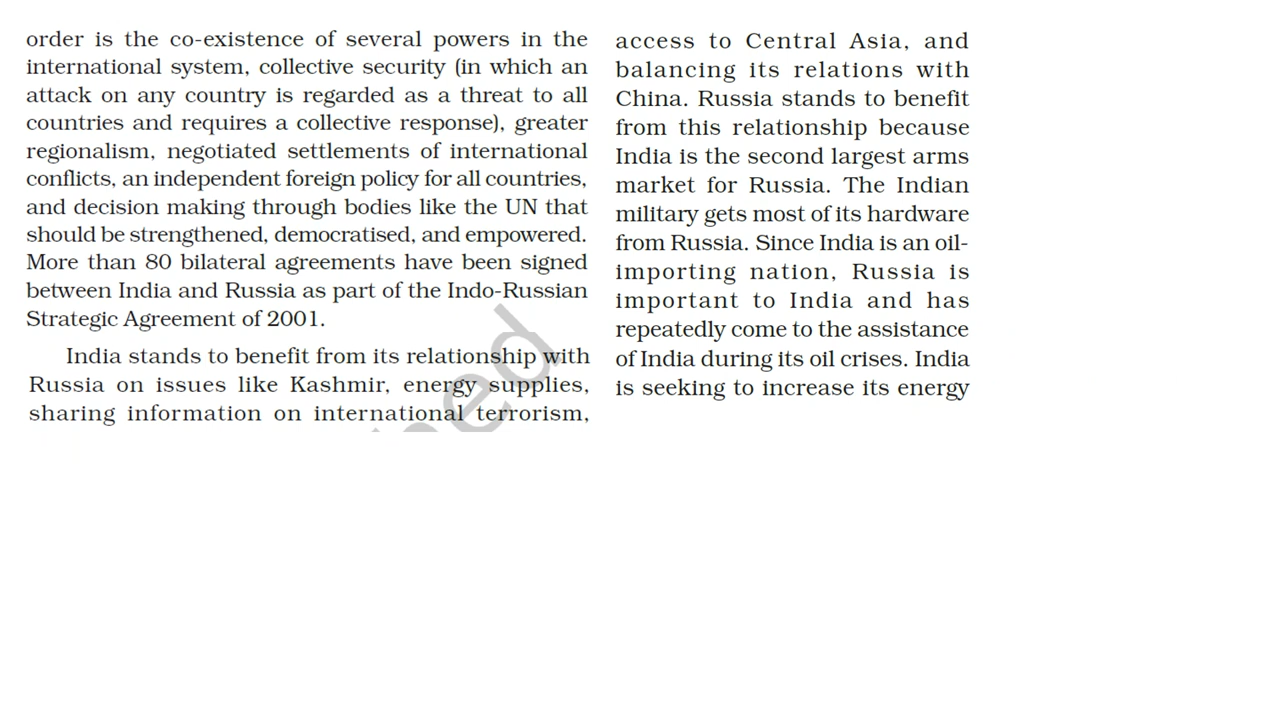 order is the co-existence of several powers in the
international system, collective security (in which an
attack on any country is regarded as a threat to all
countries and requires a collective response), greater
regionalism, negotiated settlements of international
conflicts, an independent foreign policy for all countries,
and decision making through bodies like the UN that
should be strengthened, democratised, and empowered.
More than 80 bilateral agreements have been signed
between India and Russia as part of the Indo-Russian
Strategic Agreement of 2001.
India stands to benefit from its relationship with
Russia on issues like Kashmir, energy supplies,
sharing information on international terrorism,
access to Central Asia, and
balancing its relations with
China. Russia stands to benefit
from this relationship because
India is the second largest arms
market for Russia. The Indian
military gets most of its hardware
from Russia. Since India is an oil-
importing nation, Russia is
important to India and has
repeatedly come to the assistance
of India during its oil crises. India
is seeking to increase its energy